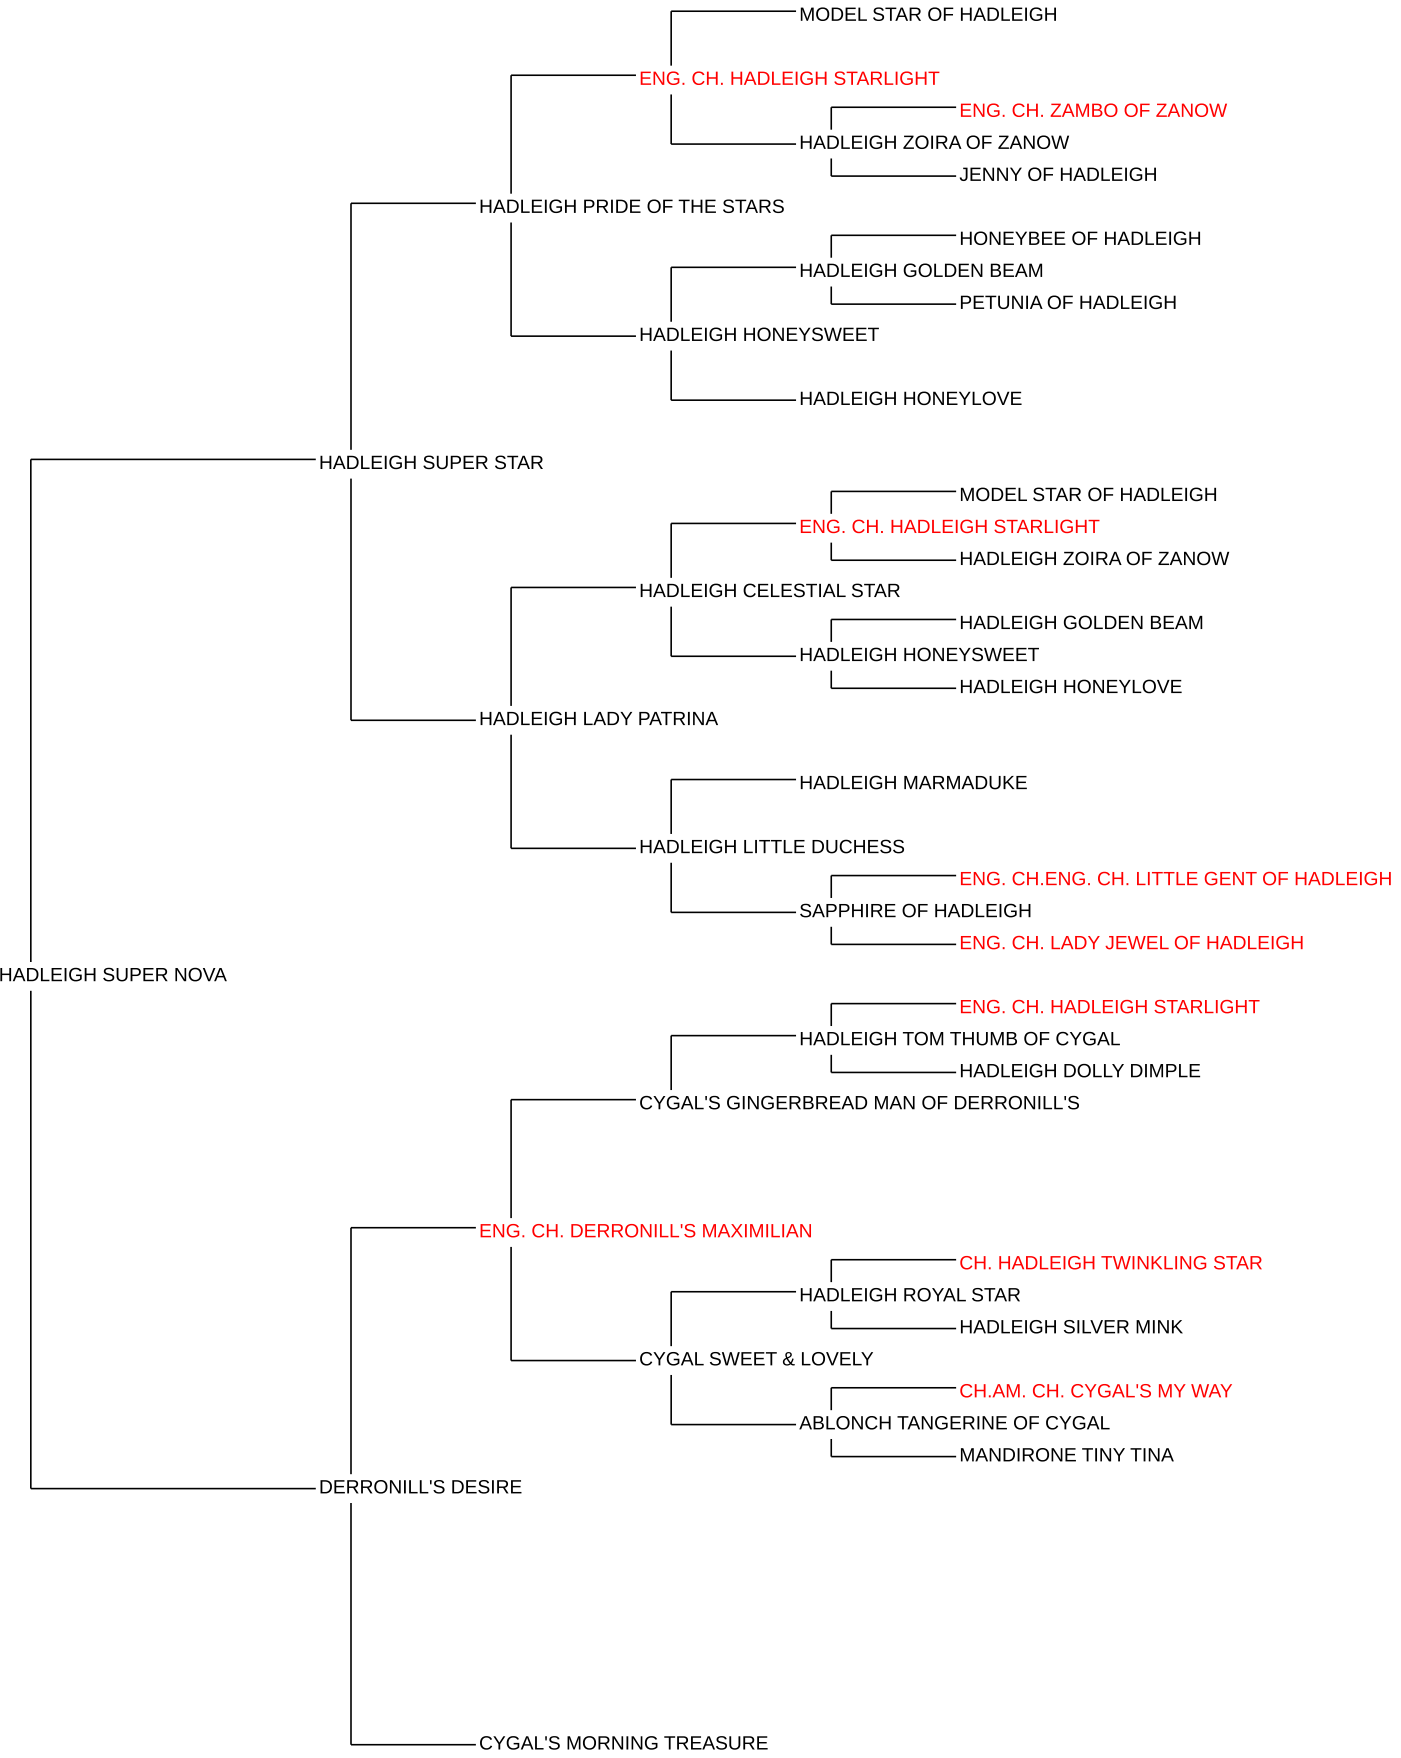 MODEL STAR OF HADLEIGH
ENG. CH. HADLEIGH STARLIGHT
ENG. CH. ZAMBO OF ZANOW
HADLEIGH ZOIRA OF ZANOW
JENNY OF HADLEIGH
HADLEIGH PRIDE OF THE STARS
HONEYBEE OF HADLEIGH
HADLEIGH GOLDEN BEAM
PETUNIA OF HADLEIGH
HADLEIGH HONEYSWEET
HADLEIGH HONEYLOVE
HADLEIGH SUPER STAR
MODEL STAR OF HADLEIGH
ENG. CH. HADLEIGH STARLIGHT
HADLEIGH ZOIRA OF ZANOW
HADLEIGH CELESTIAL STAR
HADLEIGH GOLDEN BEAM
HADLEIGH HONEYSWEET
HADLEIGH HONEYLOVE
HADLEIGH LADY PATRINA
HADLEIGH MARMADUKE
HADLEIGH LITTLE DUCHESS
ENG. CH.ENG. CH. LITTLE GENT OF HADLEIGH
SAPPHIRE OF HADLEIGH
ENG. CH. LADY JEWEL OF HADLEIGH
HADLEIGH SUPER NOVA
ENG. CH. HADLEIGH STARLIGHT
HADLEIGH TOM THUMB OF CYGAL
HADLEIGH DOLLY DIMPLE
CYGAL'S GINGERBREAD MAN OF DERRONILL'S
ENG. CH. DERRONILL'S MAXIMILIAN
CH. HADLEIGH TWINKLING STAR
HADLEIGH ROYAL STAR
HADLEIGH SILVER MINK
CYGAL SWEET & LOVELY
CH.AM. CH. CYGAL'S MY WAY
ABLONCH TANGERINE OF CYGAL
MANDIRONE TINY TINA
DERRONILL'S DESIRE
CYGAL'S MORNING TREASURE